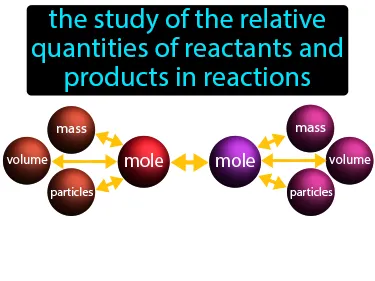 the study of the relative
quantities of reactants and
products in reactions
mass
volume
mole
particles
mole
mass
volume
particles